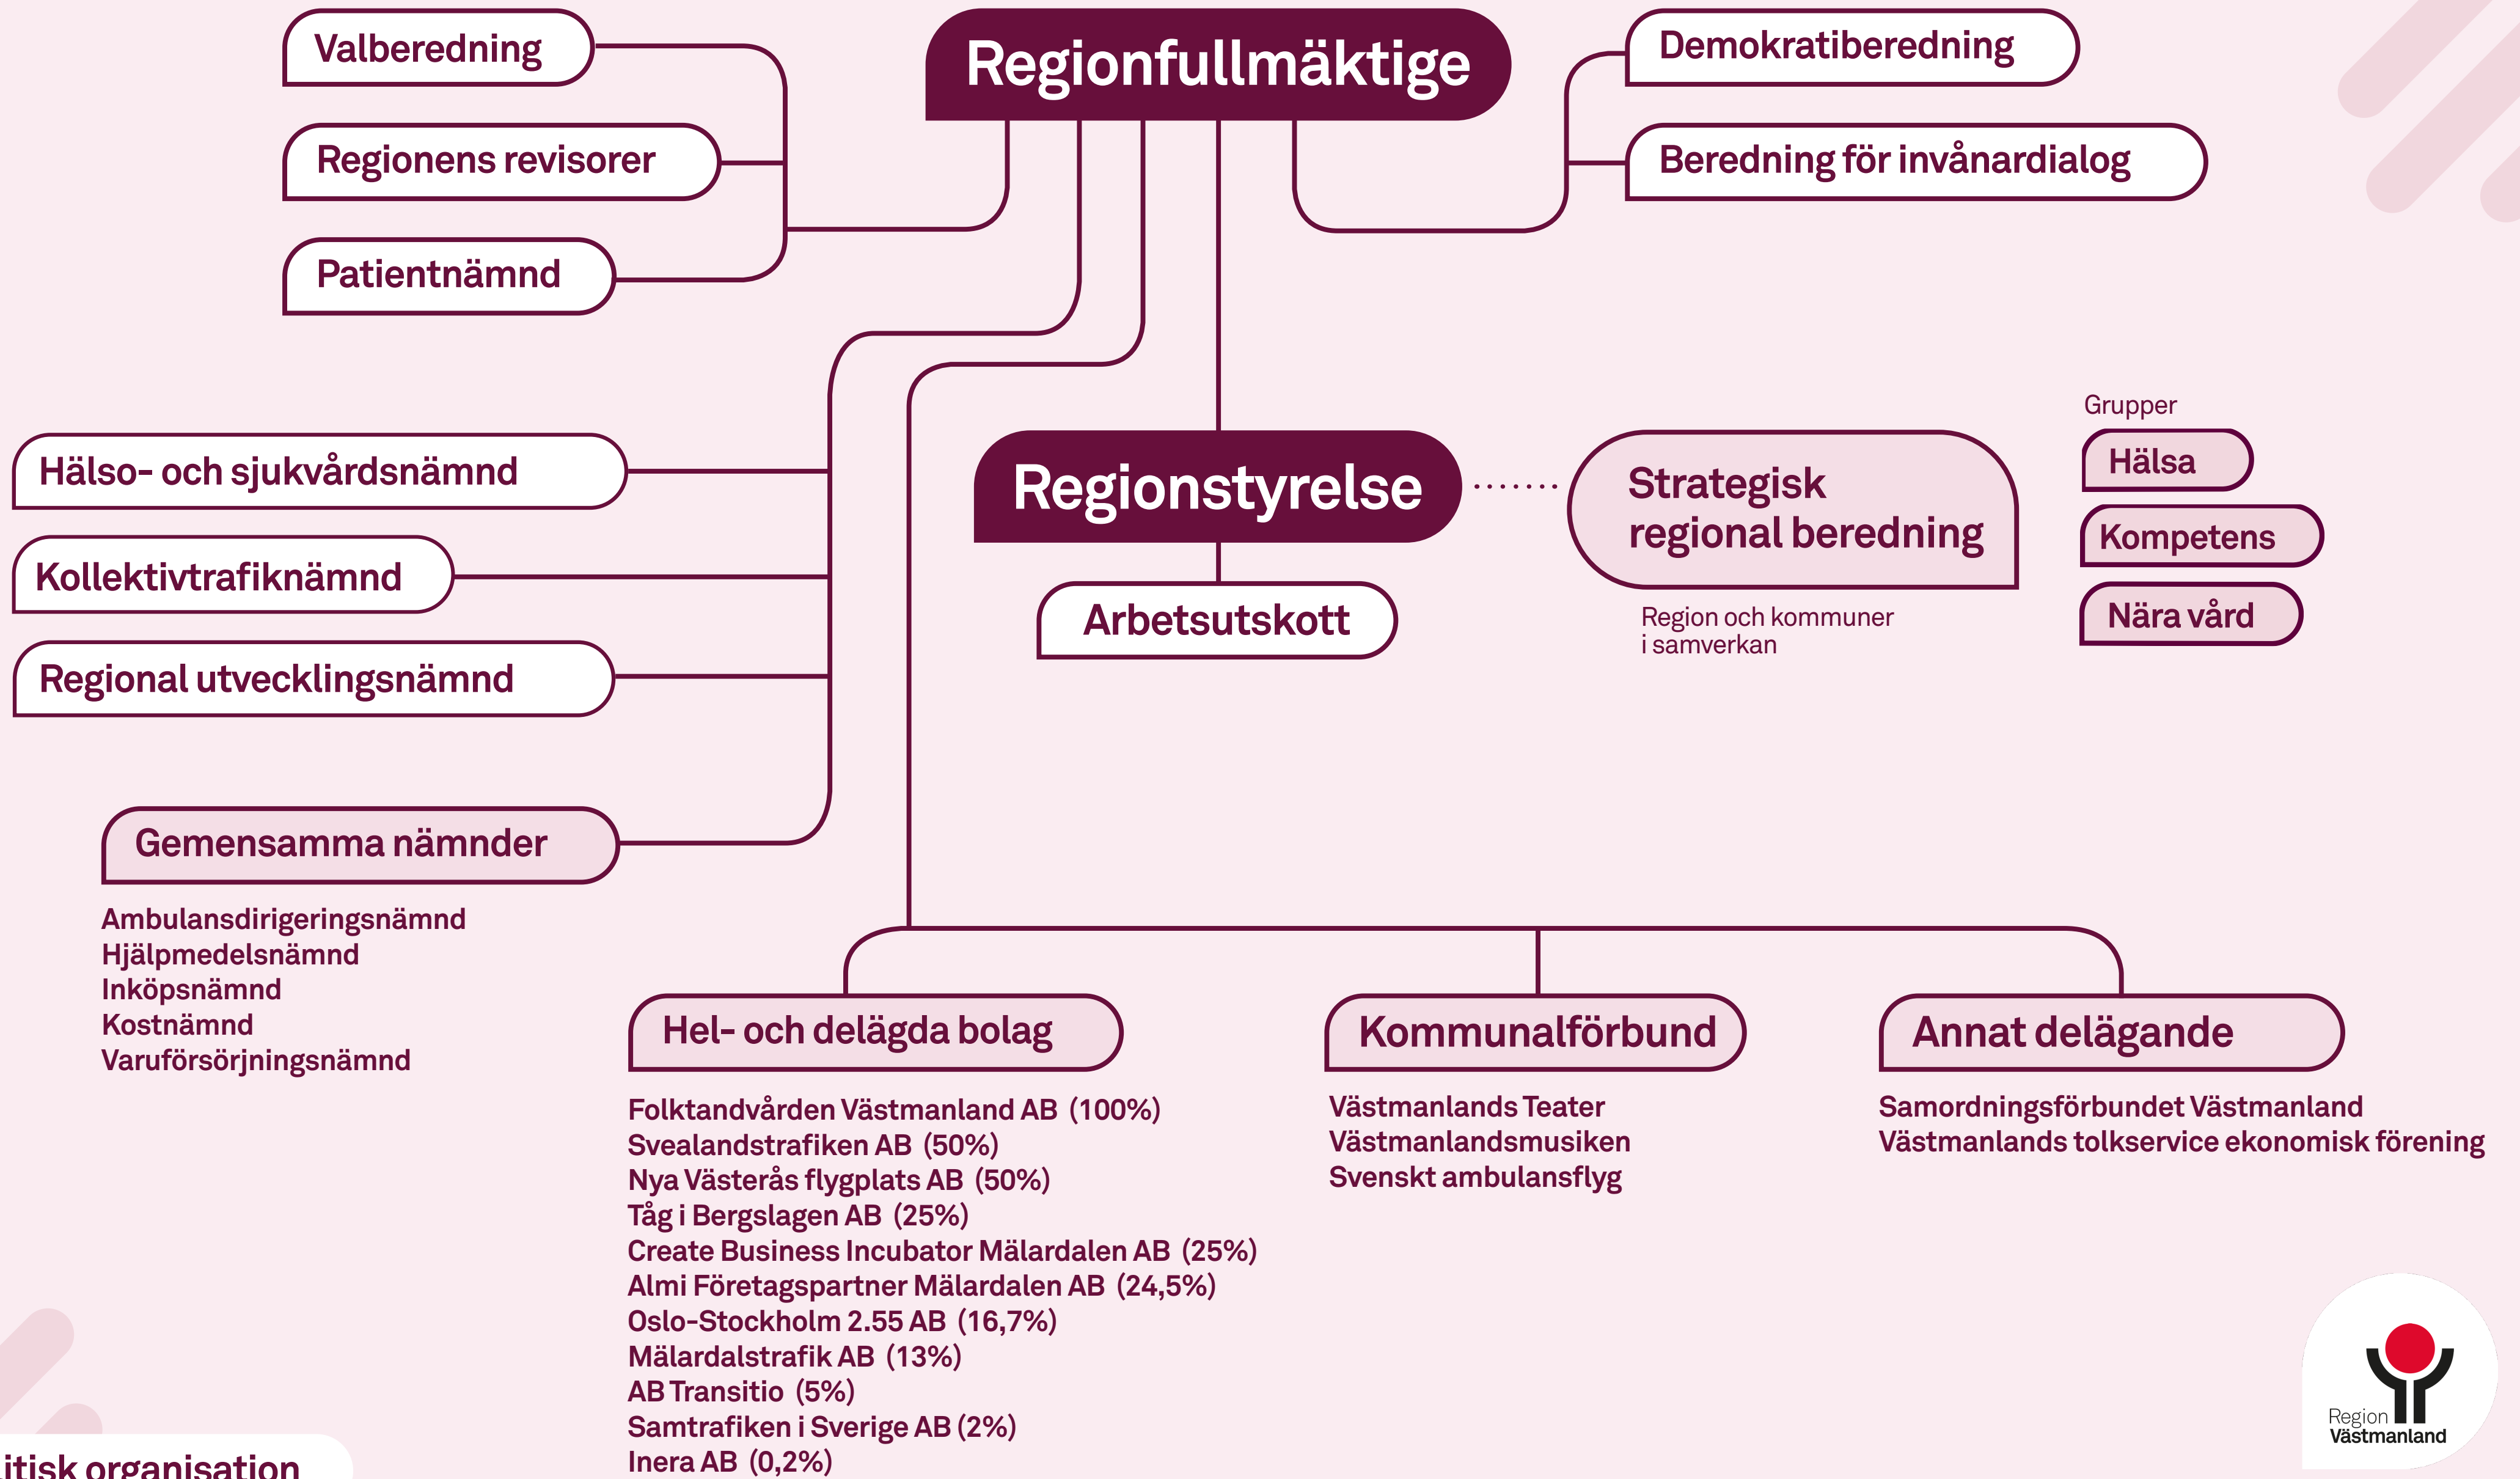 Regionfullmäktige
Valberedning
Regionens revisorer
Patientnämnd
Demokratiberedning
Beredning för invånardialog
Hälso- och sjukvårdsnämnd
Kollektivtrafiknämnd
Regional utvecklingsnämnd
Regionstyrelse
Arbetsutskott
Strategisk
regional beredning
Region och kommuner
i samverkan
Grupper
Hälsa
Kompetens
Nära vård
Gemensamma nämnder
Ambulansdirigeringsnämnd
Hjälpmedelsnämnd
Inköpsnämnd
Kostnämnd
Varuförsörjningsnämnd
Hel- och delägda bolag
Folktandvården Västmanland AB (100%)
Svealandstrafiken AB (50%)
Nya Västerås flygplats AB (50%)
Tåg i Bergslagen AB (25%)
Create Business Incubator Mälardalen AB (25%)
Almi Företagspartner Mälardalen AB (24,5%)
Oslo-Stockholm 2.55 AB (16,7%)
Mälardalstrafik AB (13%)
AB Transitio (5%)
Samtrafiken i Sverige AB (2%)
Inera AB (0,2%)
Kommunalförbund
Västmanlands Teater
Västmanlandsmusiken
Svenskt ambulansflyg
Annat delägande
Samordningsförbundet Västmanland
Västmanlands tolkservice ekonomisk förening
organisation
Region
Västmanland